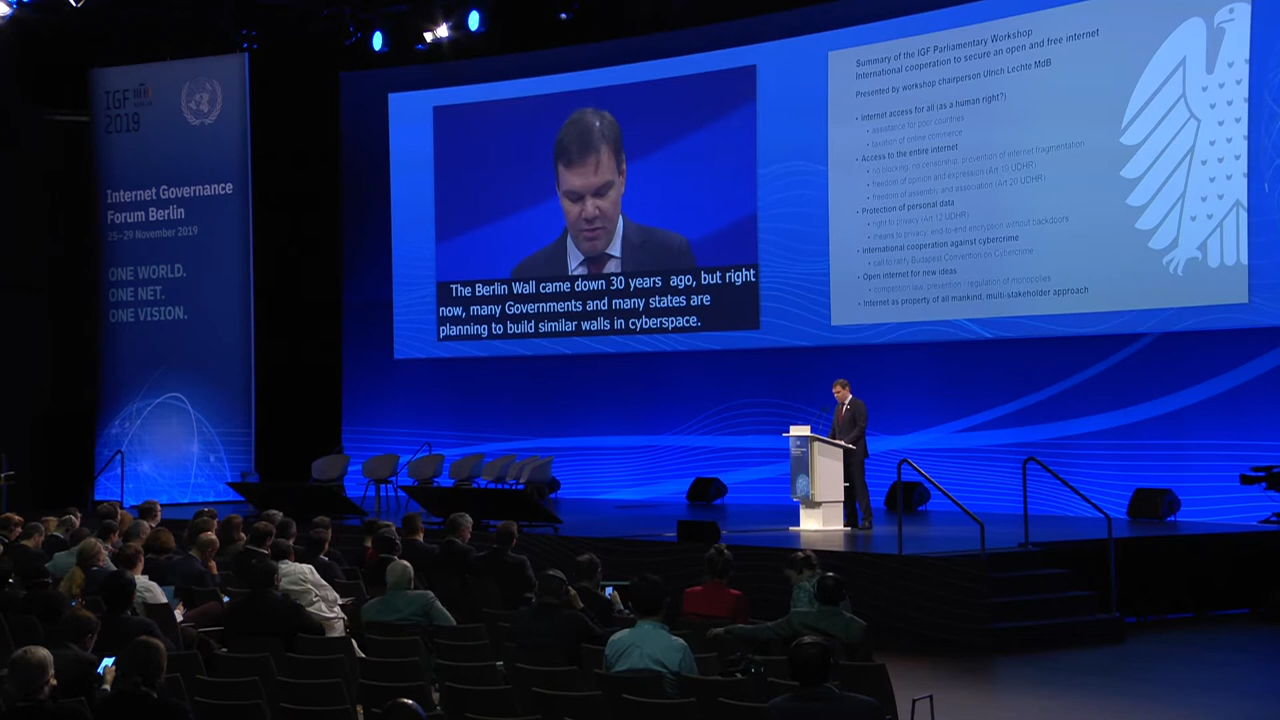 IGF
2019
Internet Governance
Forum Berlin
25–29 November 2019
ONE WORLD.
ONE NET.
ONE VISION.
The Berlin Wall came down 30 years ago, but right
now, many Governments and many states are
planning to build similar walls in cyberspace.
Summary of the IGF Parliamentary Workshop
International cooperation to secure an open and free internet
Presented by workshop chairperson Ulrich Lechte MdB
• Internet access for all (as a human right?)
• assistance for poor countries
• taxation of online commerce
• Access to the entire internet
• no blocking, no censorship, prevention of internet fragmentation
• freedom of opinion and expression (Art 19 UDHR)
• freedom of assembly and association (Art 20 UDHR)
• Protection of personal data
• right to privacy (Art 12 UDHR)
• means to privacy: end-to-end encryption without backdoors
• International cooperation against cybercrime
• call to ratify Budapest Convention on Cybercrime
• Open internet for new ideas
• competition law, prevention / regulation of monopolies
• Internet as property of all mankind, multi-stakeholder approach